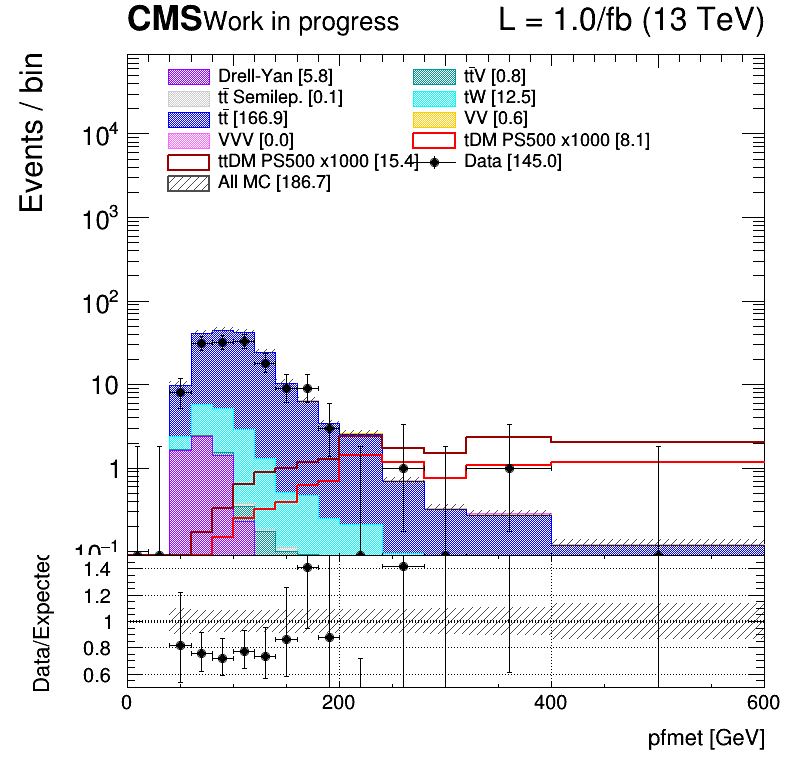 CMS Work in progress L = 1.0/fb (13 TeV)
Drell-Yan [5.8] tt̄V [0.8]
tt̄ Semilep. [0.1] tW [12.5]
tt̄ [166.9] VV [0.6]
VVV [0.0] tDM PS500 x1000 [8.1]
ttDM PS500 x1000 [15.4] Data [145.0]
All MC [186.7]
Events / bin
10⁴
10³
10²
10
1
10⁻¹
Data/Expected
1.4
1.2
1
0.8
0.6
0 200 400 600
pfmet [GeV]